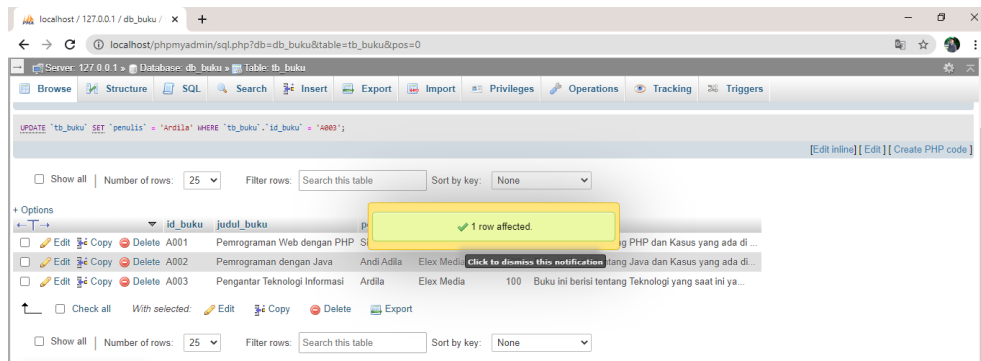 localhost / 127.0.0.1 / db_buku /
localhost/phpmyadmin/sql.php?db=db_buku&table=tb_buku&pos=0
Server: 127.0.0.1 » Database: db_buku » Table: tb_buku
Browse Structure SQL Search Insert Export Import Privileges Operations Tracking Triggers
UPDATE `tb_buku` SET `penulis` = 'Ardila' WHERE `tb_buku`.`id_buku` = 'A003';
[Edit inline] [ Edit ] [ Create PHP code ]
Show all | Number of rows: 25 Filter rows: Search this table Sort by key: None
+ Options
id_buku judul_buku
1 row affected.
Edit Copy Delete A001 Pemrograman Web dengan PHP PHP dan Kasus yang ada di ...
Edit Copy Delete A002 Pemrograman dengan Java Andi Adila Elex Media Java dan Kasus yang ada di...
Click to dismiss this notification
Edit Copy Delete A003 Pengantar Teknologi Informasi Ardila Elex Media 100 Buku ini berisi tentang Teknologi yang saat ini ya...
Check all With selected: Edit Copy Delete Export
Show all | Number of rows: 25 Filter rows: Search this table Sort by key: None